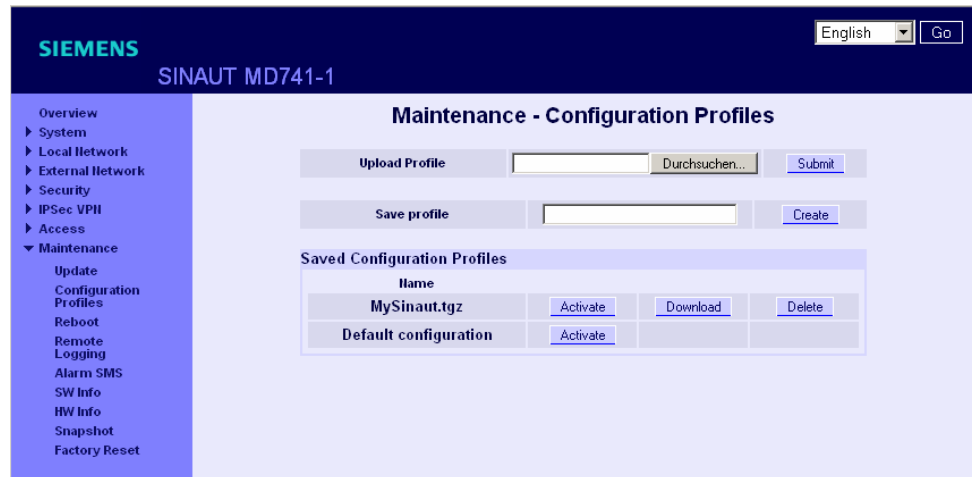 English Go
SIEMENS
SINAUT MD741-1
Overview
System
Local Network
External Network
Security
IPSec VPN
Access
Maintenance
Update
Configuration
Profiles
Reboot
Remote
Logging
Alarm SMS
SW Info
HW Info
Snapshot
Factory Reset
Maintenance - Configuration Profiles
Upload Profile Durchsuchen... Submit
Save profile Create
Saved Configuration Profiles
Name
MySinaut.tgz Activate Download Delete
Default configuration Activate